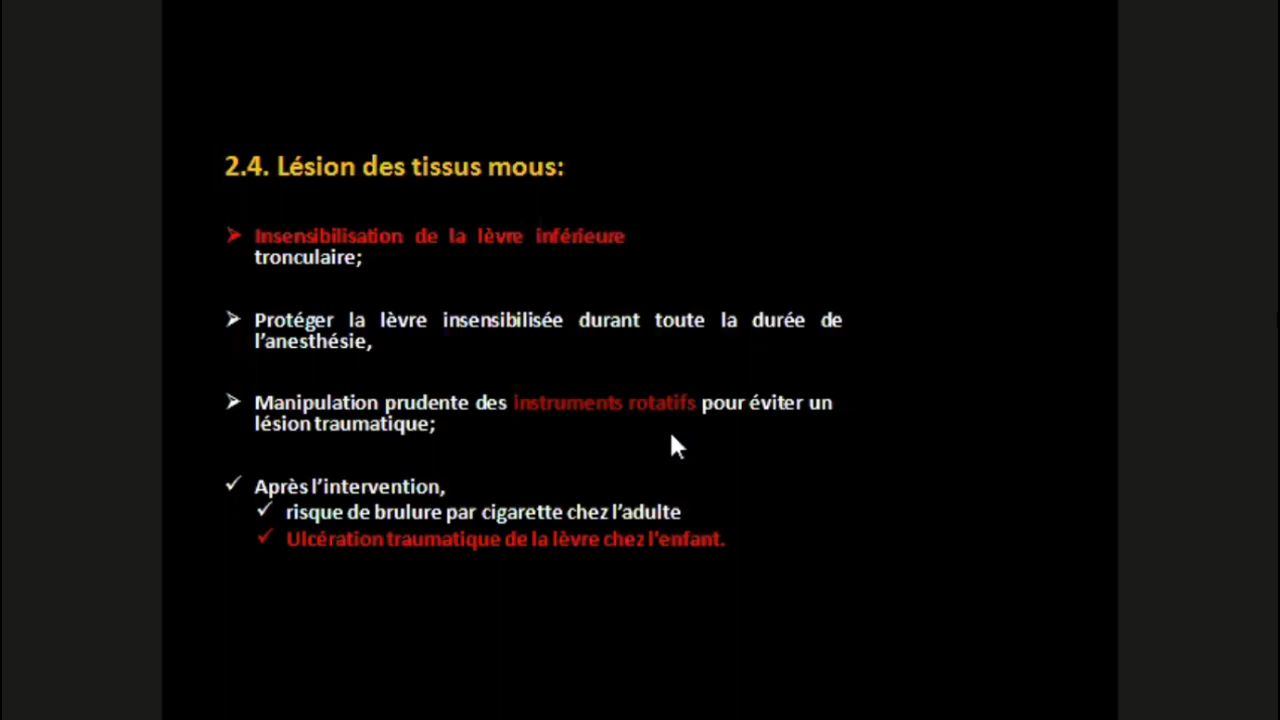 2.4. Lésion des tissus mous:
➢ Insensibilisation de la lèvre inférieure
tronculaire;
➢ Protéger la lèvre insensibilisée durant toute la durée de
l’anesthésie,
➢ Manipulation prudente des instruments rotatifs pour éviter un
lésion traumatique;
✓ Après l’intervention,
✓ risque de brulure par cigarette chez l’adulte
✓ Ulcération traumatique de la lèvre chez l'enfant.